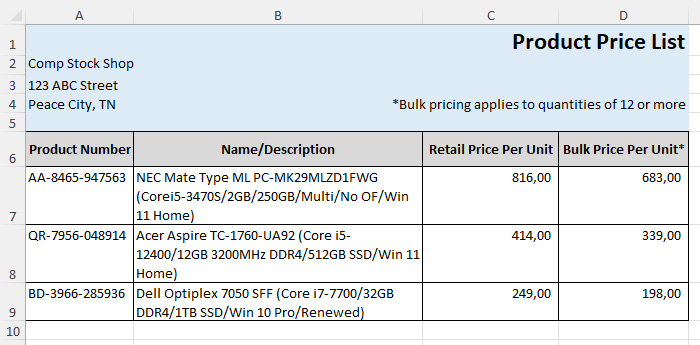 A B C D
1 Product Price List
2 Comp Stock Shop
3 123 ABC Street
4 Peace City, TN *Bulk pricing applies to quantities of 12 or more
5
6 Product Number Name/Description Retail Price Per Unit Bulk Price Per Unit*
AA-8465-947563 NEC Mate Type ML PC-MK29MLZD1FWG 816,00 683,00
(Corei5-3470S/2GB/250GB/Multi/No OF/Win
7 11 Home)
QR-7956-048914 Acer Aspire TC-1760-UA92 (Core i5- 414,00 339,00
12400/12GB 3200MHz DDR4/512GB SSD/Win 11
8 Home)
BD-3966-285936 Dell Optiplex 7050 SFF (Core i7-7700/32GB 249,00 198,00
9 DDR4/1TB SSD/Win 10 Pro/Renewed)
10